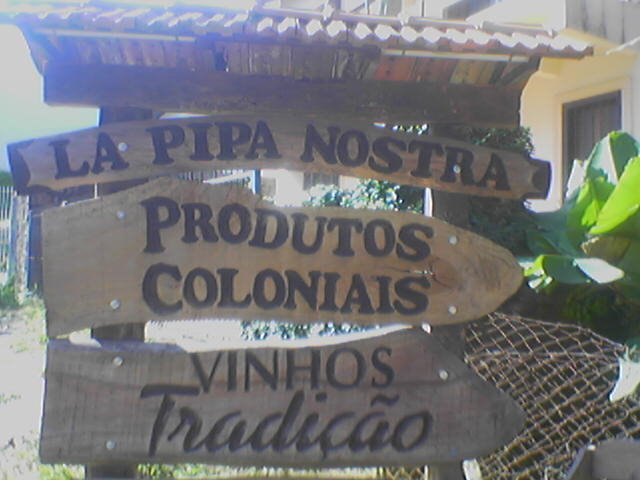 LA PIPA NOSTRA
PRODUTOS
COLONIAIS
VINHOS
Tradição